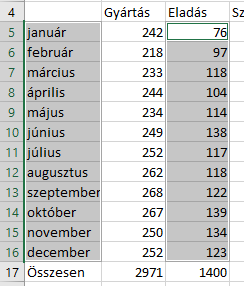 4 Gyártás Eladás Sz
5 január 242 76
6 február 218 97
7 március 233 118
8 április 244 104
9 május 234 114
10 június 249 138
11 július 252 117
12 augusztus 262 118
13 szeptember 268 122
14 október 267 139
15 november 250 134
16 december 252 123
17 Összesen 2971 1400